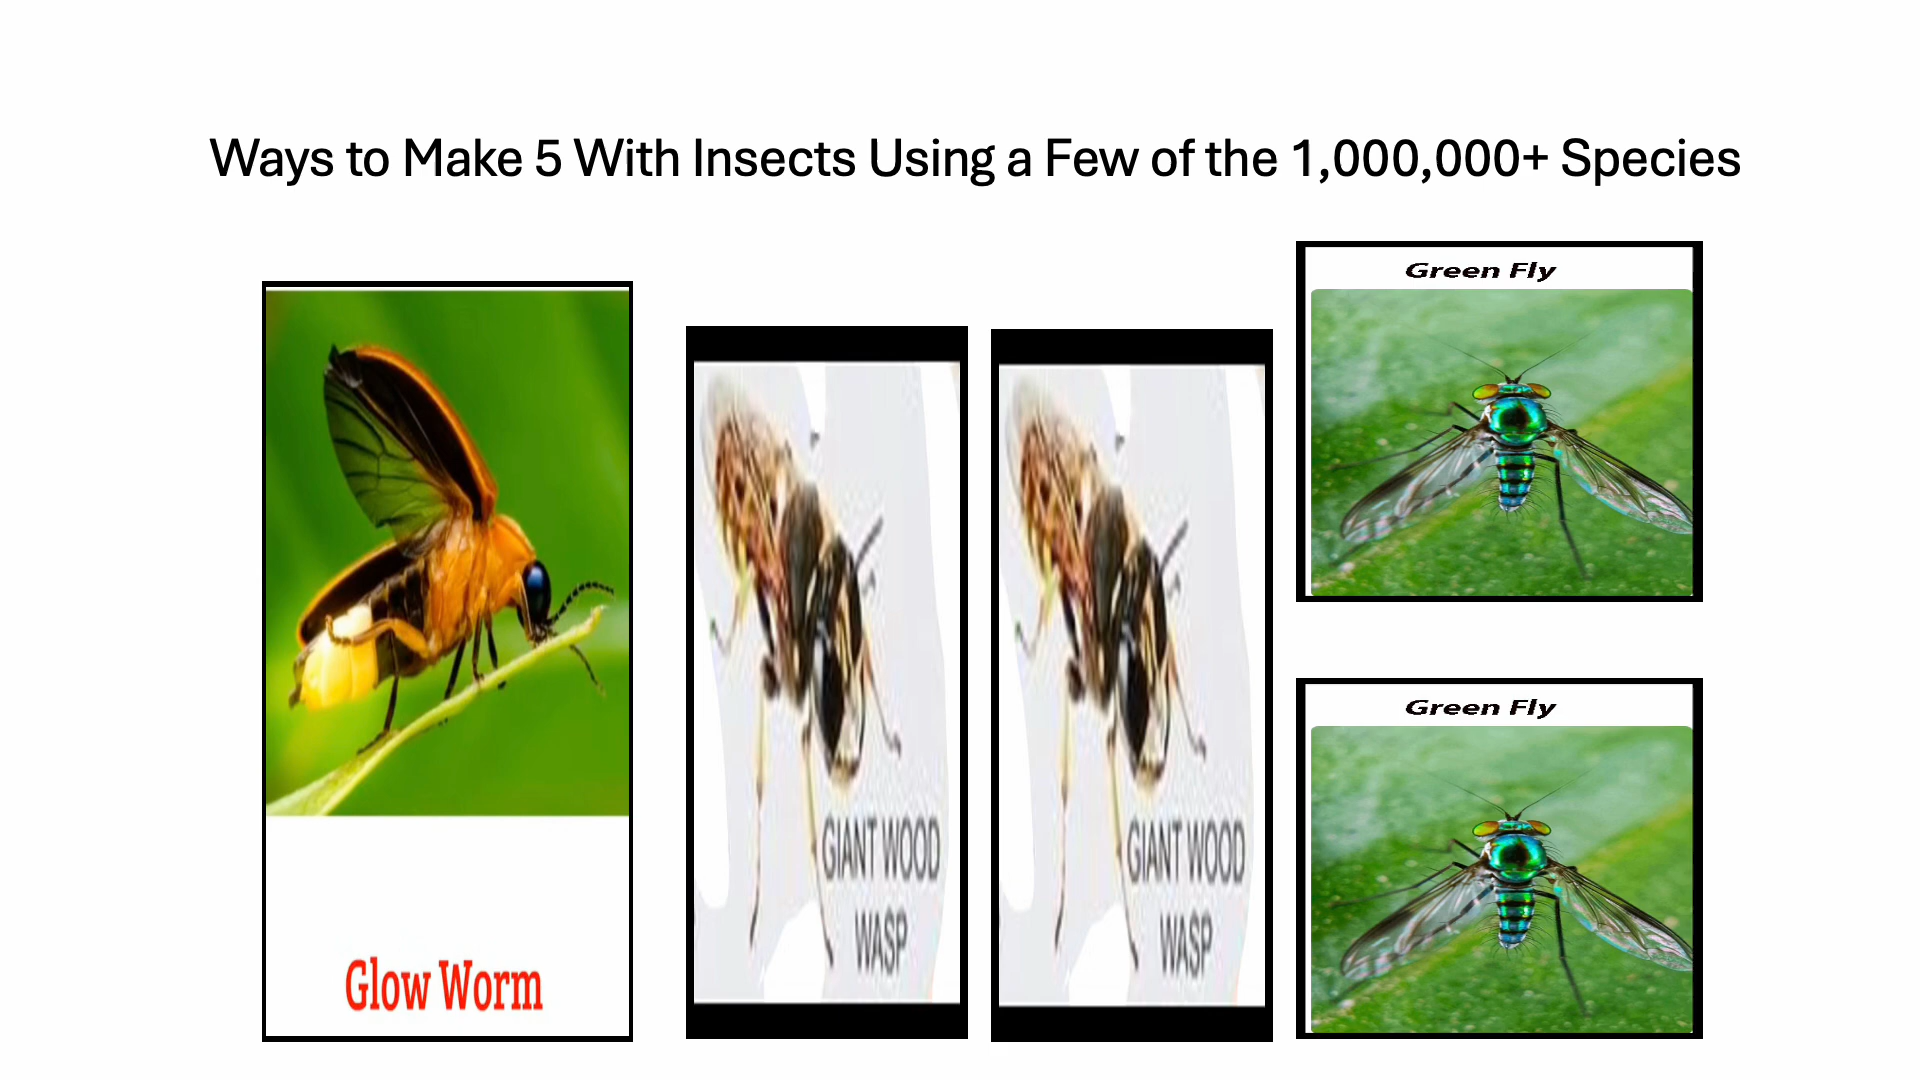 Ways to Make 5 With Insects Using a Few of the 1,000,000+ Species
Glow Worm
GIANT WOOD
WASP
GIANT WOOD
WASP
Green Fly
Green Fly